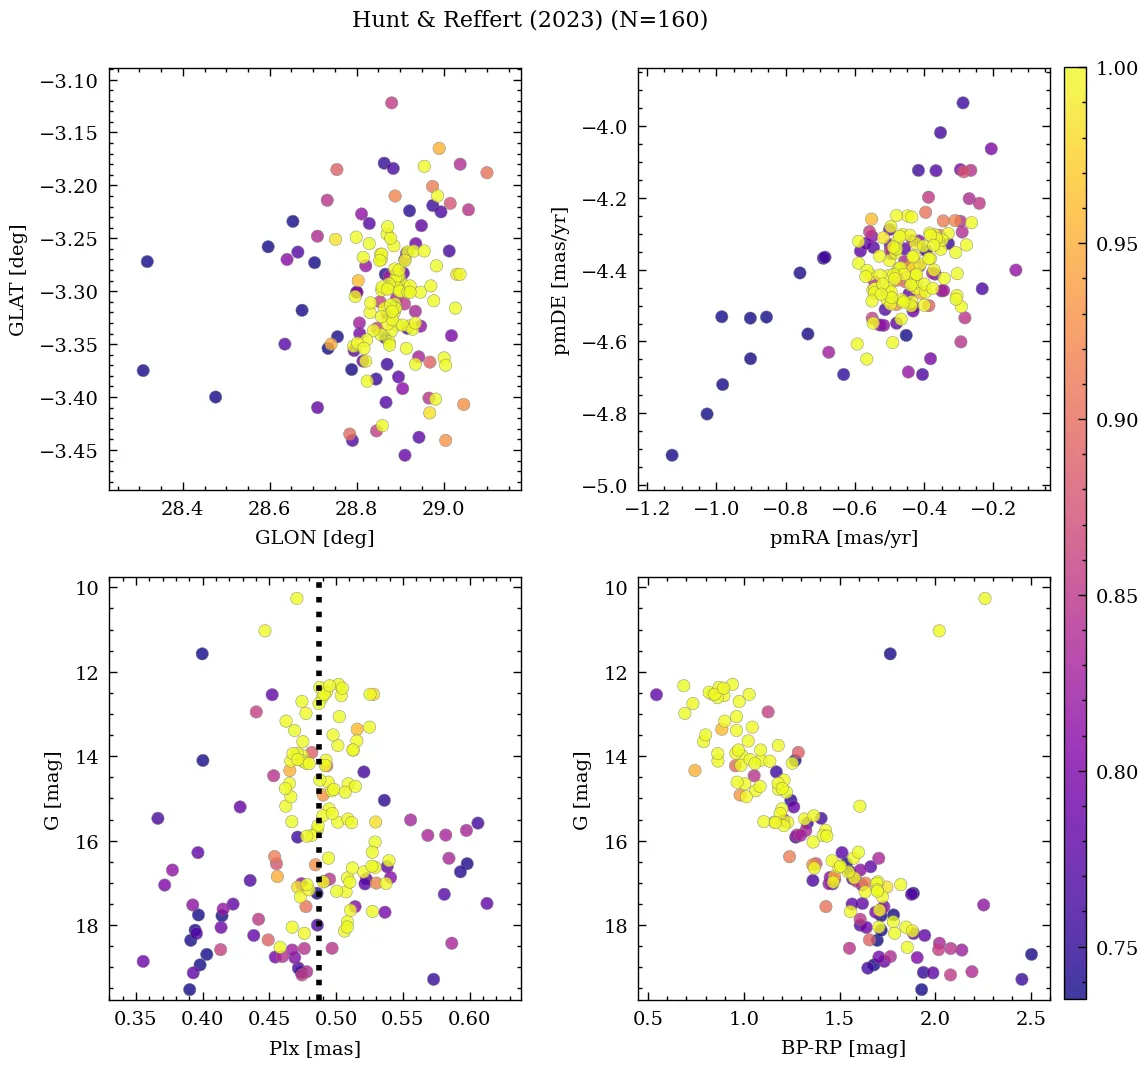 Hunt & Reffert (2023) (N=160)
−3.10
−3.15
−3.20
−3.25
−3.30
−3.35
−3.40
−3.45
GLAT [deg]
28.4 28.6 28.8 29.0
GLON [deg]
−4.0
−4.2
−4.4
−4.6
−4.8
−5.0
pmDE [mas/yr]
−1.2 −1.0 −0.8 −0.6 −0.4 −0.2
pmRA [mas/yr]
10
12
14
16
18
G [mag]
0.35 0.40 0.45 0.50 0.55 0.60
Plx [mas]
10
12
14
16
18
G [mag]
0.5 1.0 1.5 2.0 2.5
BP-RP [mag]
1.00
0.95
0.90
0.85
0.80
0.75